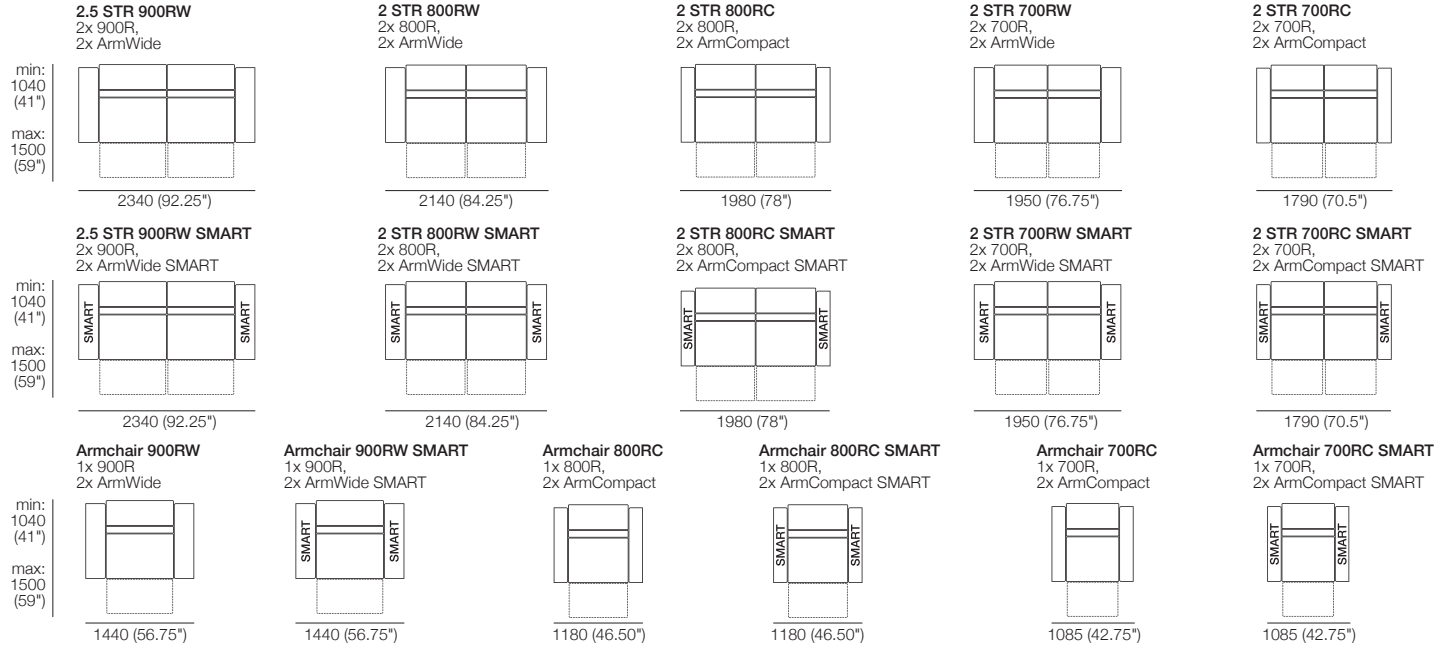 2.5 STR 900RW
2x 900R,
2x ArmWide
2 STR 800RW
2x 800R,
2x ArmWide
2 STR 800RC
2x 800R,
2x ArmCompact
2 STR 700RW
2x 700R,
2x ArmWide
2 STR 700RC
2x 700R,
2x ArmCompact
min:
1040
(41")
max:
1500
(59")
2340 (92.25")
2140 (84.25")
1980 (78")
1950 (76.75")
1790 (70.5")
2.5 STR 900RW SMART
2x 900R,
2x ArmWide SMART
2 STR 800RW SMART
2x 800R,
2x ArmWide SMART
2 STR 800RC SMART
2x 800R,
2x ArmCompact SMART
2 STR 700RW SMART
2x 700R,
2x ArmWide SMART
2 STR 700RC SMART
2x 700R,
2x ArmCompact SMART
min:
1040
(41")
max:
1500
(59")
SMART
SMART
SMART
SMART
SMART
SMART
SMART
SMART
SMART
SMART
2340 (92.25")
2140 (84.25")
1980 (78")
1950 (76.75")
1790 (70.5")
Armchair 900RW
1x 900R,
2x ArmWide
Armchair 900RW SMART
1x 900R,
2x ArmWide SMART
Armchair 800RC
1x 800R,
2x ArmCompact
Armchair 800RC SMART
1x 800R,
2x ArmCompact SMART
Armchair 700RC
1x 700R,
2x ArmCompact
Armchair 700RC SMART
1x 700R,
2x ArmCompact SMART
min:
1040
(41")
max:
1500
(59")
SMART
SMART
SMART
SMART
SMART
SMART
1440 (56.75")
1440 (56.75")
1180 (46.50")
1180 (46.50")
1085 (42.75")
1085 (42.75")